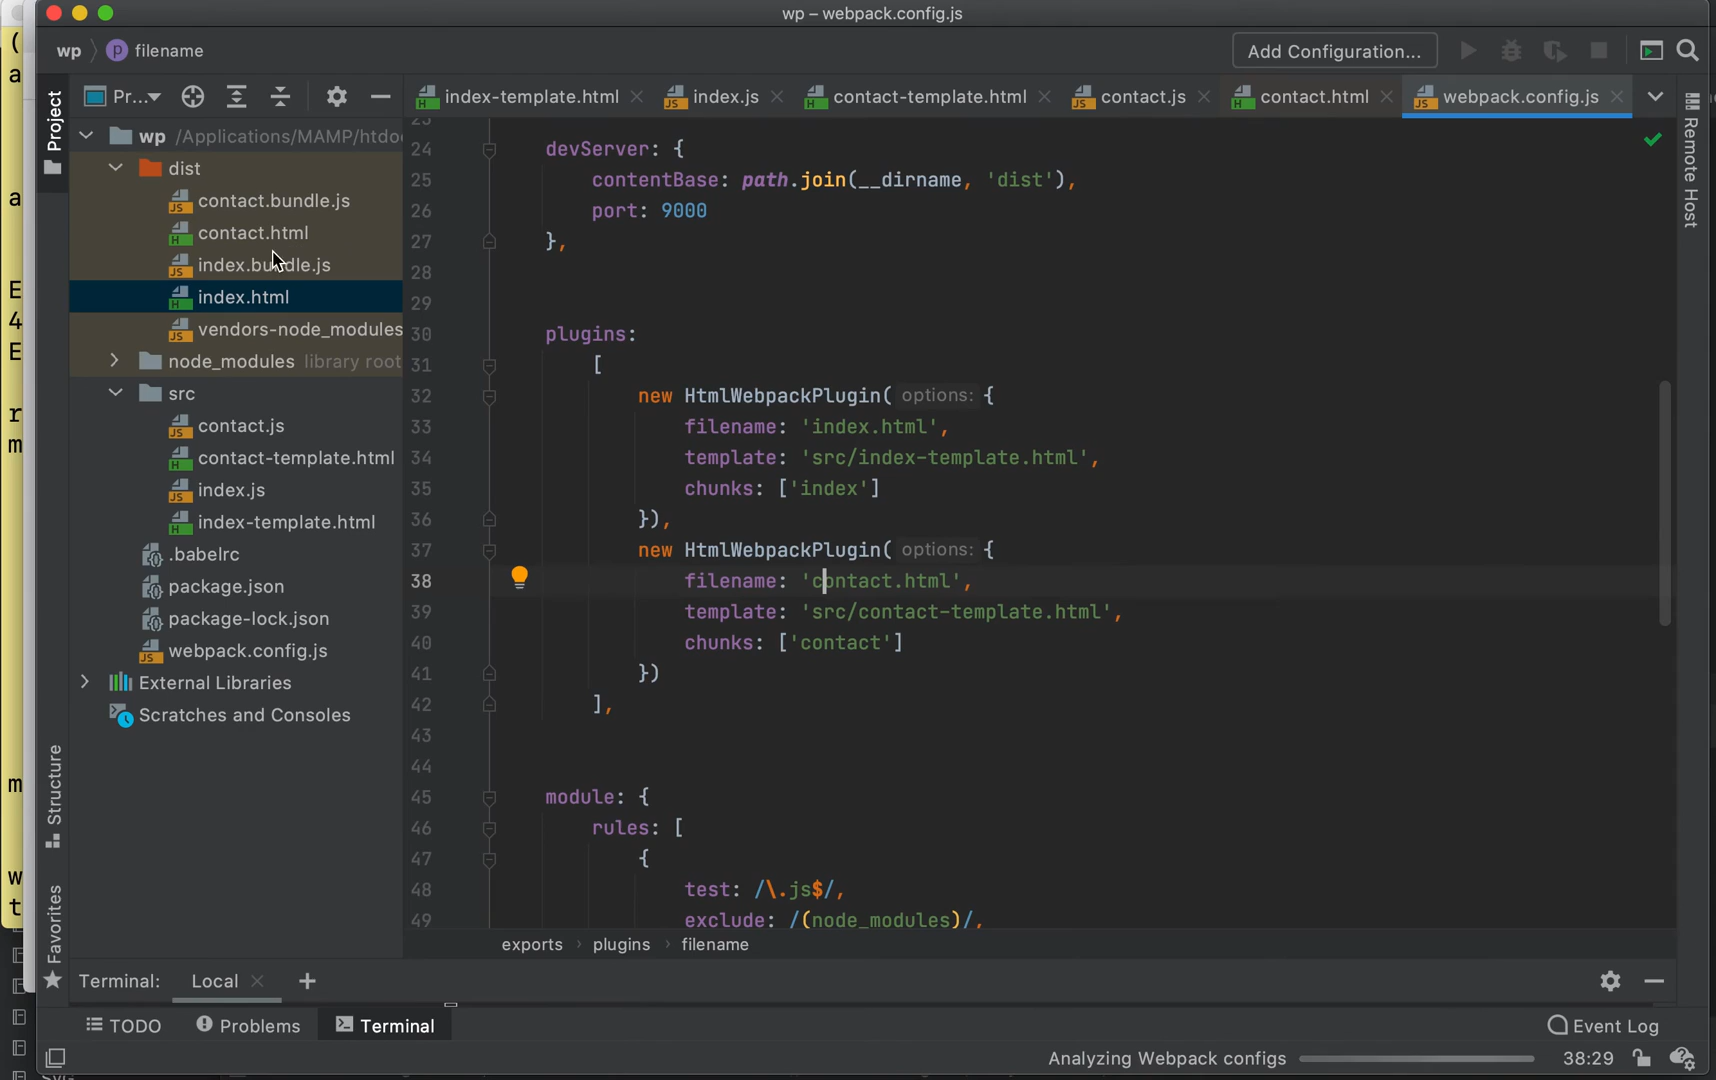 wp – webpack.config.js
wp filename
Add Configuration...
Project
Pr...
index-template.html
index.js
contact-template.html
contact.js
contact.html
webpack.config.js
Remote Host
wp /Applications/MAMP/htdo
dist
contact.bundle.js
contact.html
index.bundle.js
index.html
vendors-node_modules
node_modules library root
src
contact.js
contact-template.html
index.js
index-template.html
.babelrc
package.json
package-lock.json
webpack.config.js
External Libraries
Scratches and Consoles
Structure
Favorites
24 devServer: {
25 contentBase: path.join(__dirname, 'dist'),
26 port: 9000
27 },
28
29
30 plugins:
31 [
32 new HtmlWebpackPlugin( options: {
33 filename: 'index.html',
34 template: 'src/index-template.html',
35 chunks: ['index']
36 }),
37 new HtmlWebpackPlugin( options: {
38 filename: 'contact.html',
39 template: 'src/contact-template.html',
40 chunks: ['contact']
41 })
42 ],
43
44
45 module: {
46 rules: [
47 {
48 test: /\.js$/,
49 exclude: /(node_modules)/,
exports › plugins › filename
Terminal: Local
TODO
Problems
Terminal
Event Log
Analyzing Webpack configs
38:29